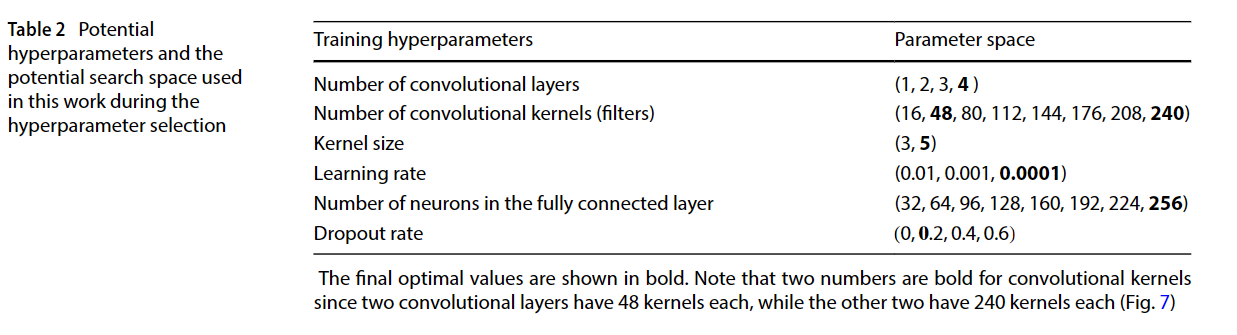 Table 2 Potential
hyperparameters and the
potential search space used
in this work during the
hyperparameter selection
Training hyperparameters Parameter space
Number of convolutional layers (1, 2, 3, 4 )
Number of convolutional kernels (filters) (16, 48, 80, 112, 144, 176, 208, 240)
Kernel size (3, 5)
Learning rate (0.01, 0.001, 0.0001)
Number of neurons in the fully connected layer (32, 64, 96, 128, 160, 192, 224, 256)
Dropout rate (0, 0.2, 0.4, 0.6)
The final optimal values are shown in bold. Note that two numbers are bold for convolutional kernels
since two convolutional layers have 48 kernels each, while the other two have 240 kernels each (Fig. 7)